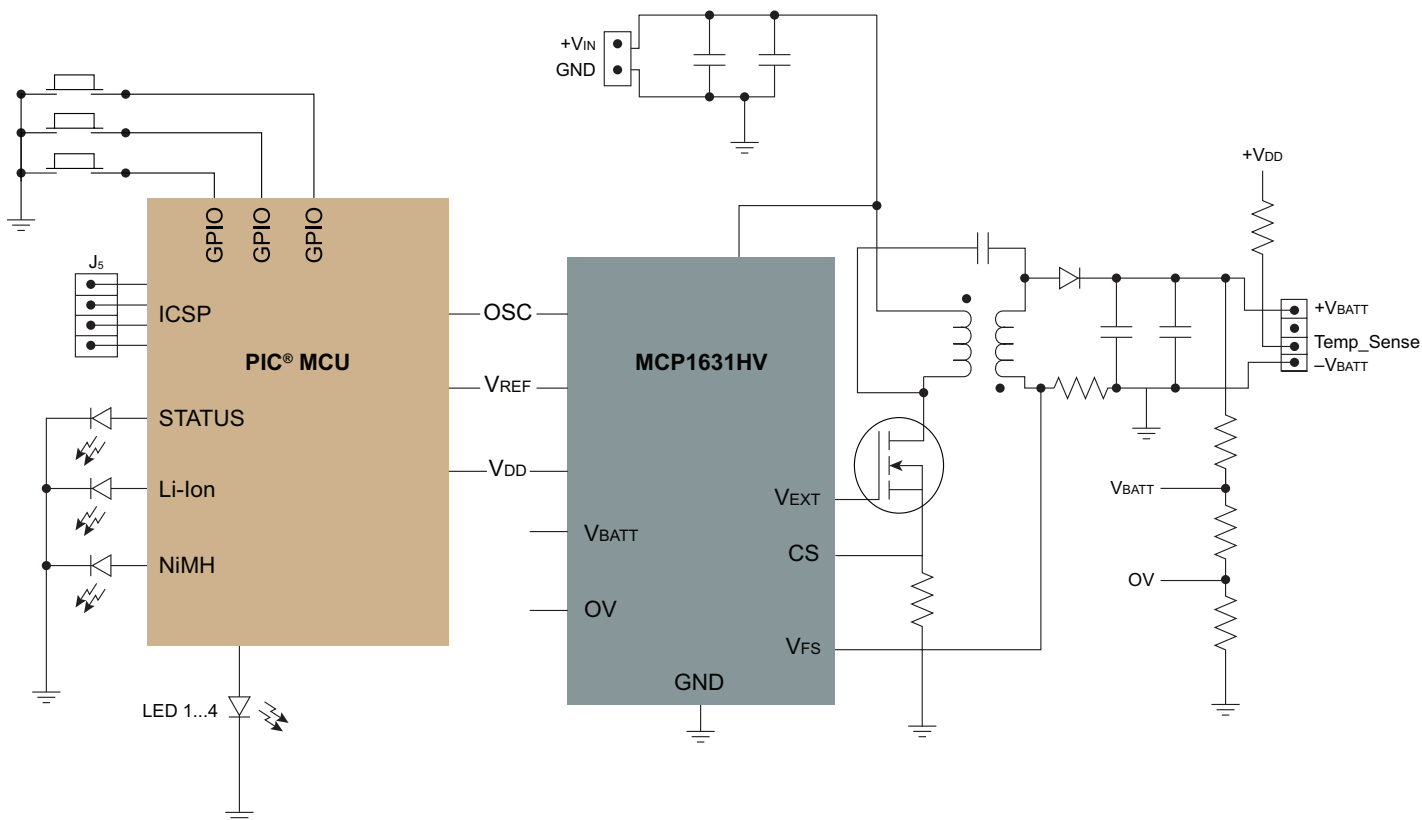 +VIN
GND
+VDD
GPIO
GPIO
GPIO
J5
ICSP
PIC® MCU
STATUS
Li-Ion
NiMH
LED 1...4
OSC
VREF
VDD
MCP1631HV
VBATT
OV
GND
VEXT
CS
VFS
+VBATT
Temp_Sense
–VBATT
VBATT
OV